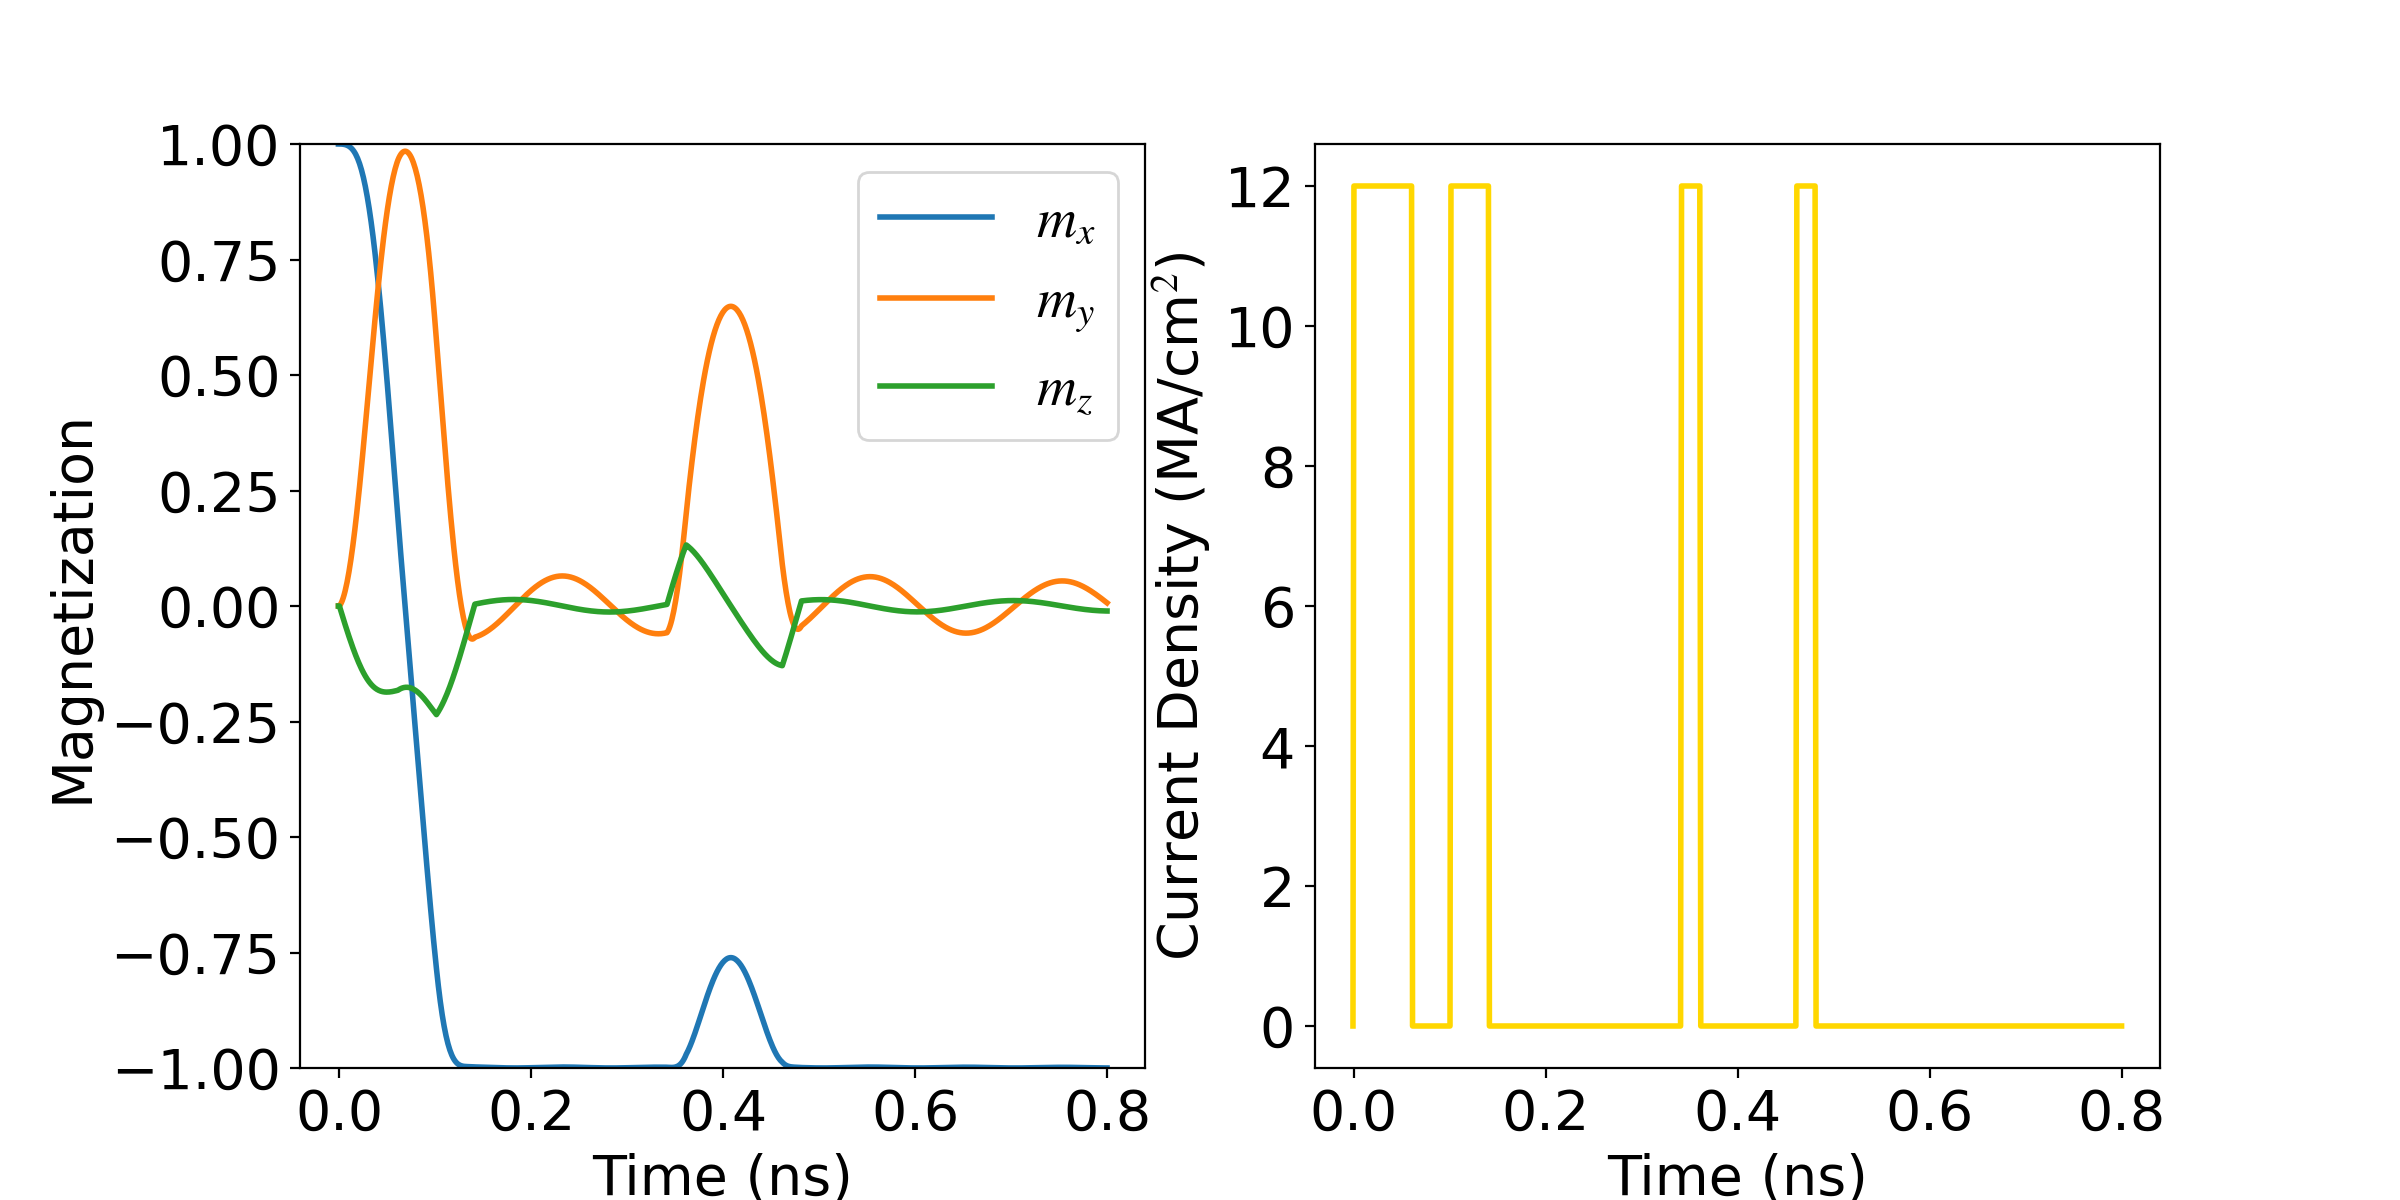 Magnetization
1.00
0.75
0.50
0.25
0.00
−0.25
−0.50
−0.75
−1.00
0.0 0.2 0.4 0.6 0.8
Time (ns)
m_x
m_y
m_z
Current Density (MA/cm²)
12
10
8
6
4
2
0
0.0 0.2 0.4 0.6 0.8
Time (ns)